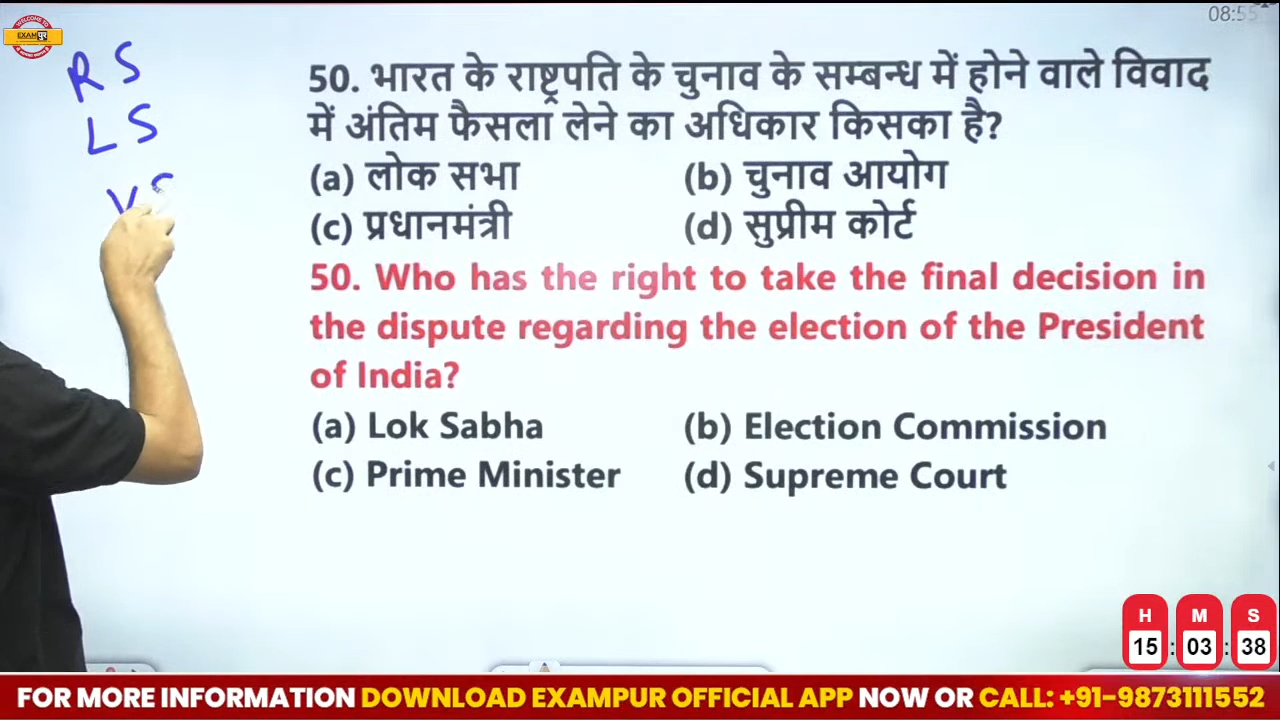 08:55
WELCOME TO
EXAMपुर
R S
L S
V S
50. भारत के राष्ट्रपति के चुनाव के सम्बन्ध में होने वाले विवाद
में अंतिम फैसला लेने का अधिकार किसका है?
(a) लोक सभा (b) चुनाव आयोग
(c) प्रधानमंत्री (d) सुप्रीम कोर्ट
50. Who has the right to take the final decision in
the dispute regarding the election of the President
of India?
(a) Lok Sabha (b) Election Commission
(c) Prime Minister (d) Supreme Court
H M S
15 : 03 : 38
FOR MORE INFORMATION DOWNLOAD EXAMPUR OFFICIAL APP NOW OR CALL: +91-9873111552